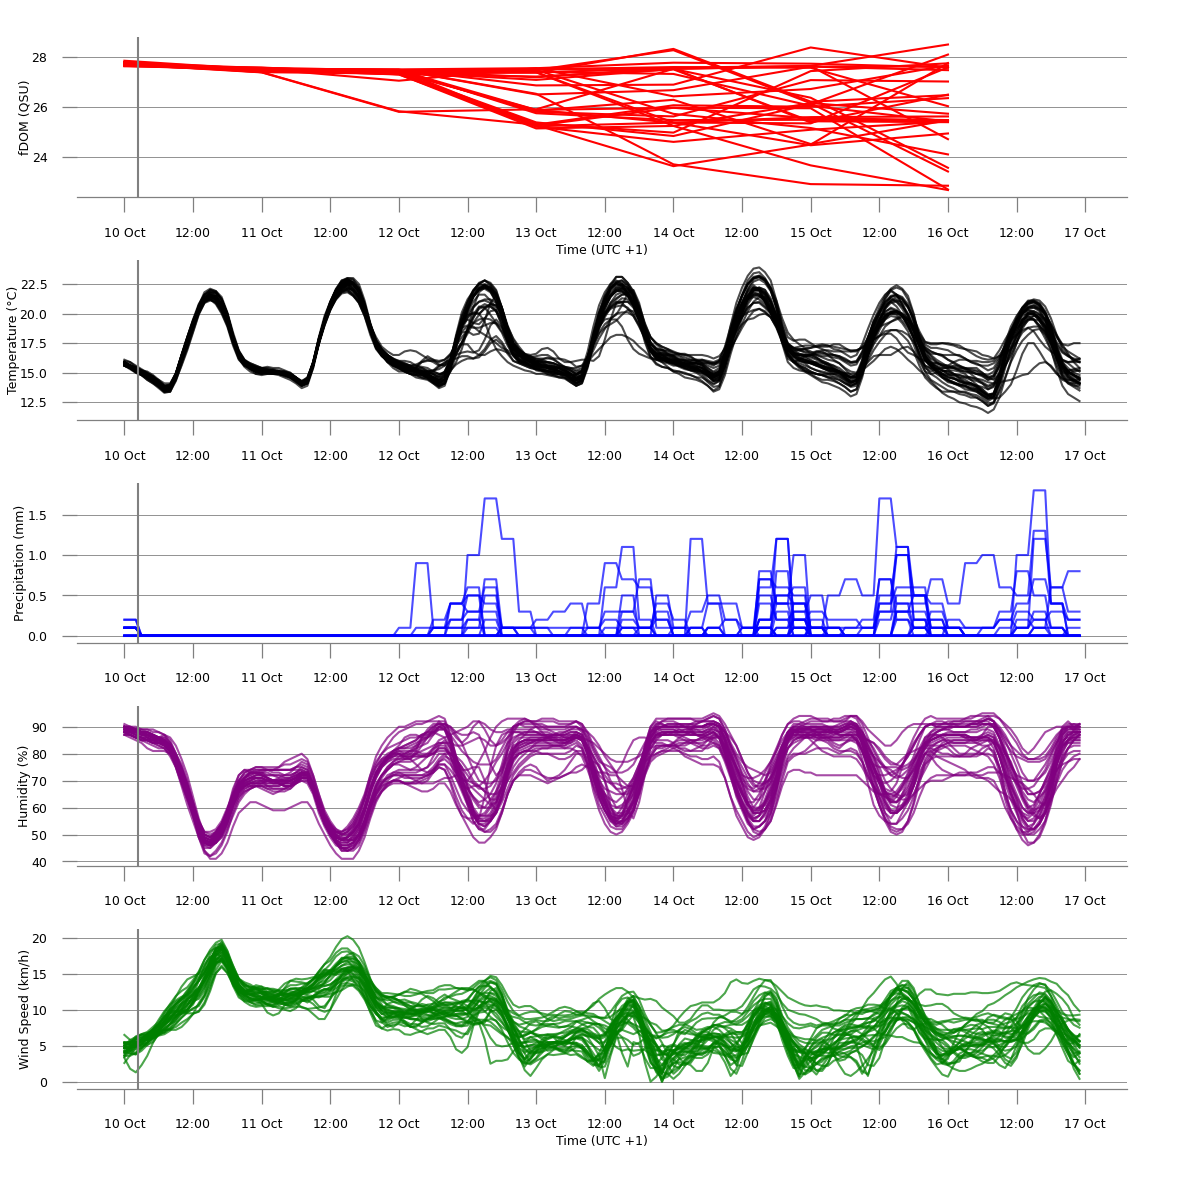 fDOM (QSU)
28
26
24
10 Oct 12:00 11 Oct 12:00 12 Oct 12:00 13 Oct 12:00 14 Oct 12:00 15 Oct 12:00 16 Oct 12:00 17 Oct
Time (UTC +1)
Temperature (°C)
22.5
20.0
17.5
15.0
12.5
10 Oct 12:00 11 Oct 12:00 12 Oct 12:00 13 Oct 12:00 14 Oct 12:00 15 Oct 12:00 16 Oct 12:00 17 Oct
Precipitation (mm)
1.5
1.0
0.5
0.0
10 Oct 12:00 11 Oct 12:00 12 Oct 12:00 13 Oct 12:00 14 Oct 12:00 15 Oct 12:00 16 Oct 12:00 17 Oct
Humidity (%)
90
80
70
60
50
40
10 Oct 12:00 11 Oct 12:00 12 Oct 12:00 13 Oct 12:00 14 Oct 12:00 15 Oct 12:00 16 Oct 12:00 17 Oct
Wind Speed (km/h)
20
15
10
5
0
10 Oct 12:00 11 Oct 12:00 12 Oct 12:00 13 Oct 12:00 14 Oct 12:00 15 Oct 12:00 16 Oct 12:00 17 Oct
Time (UTC +1)